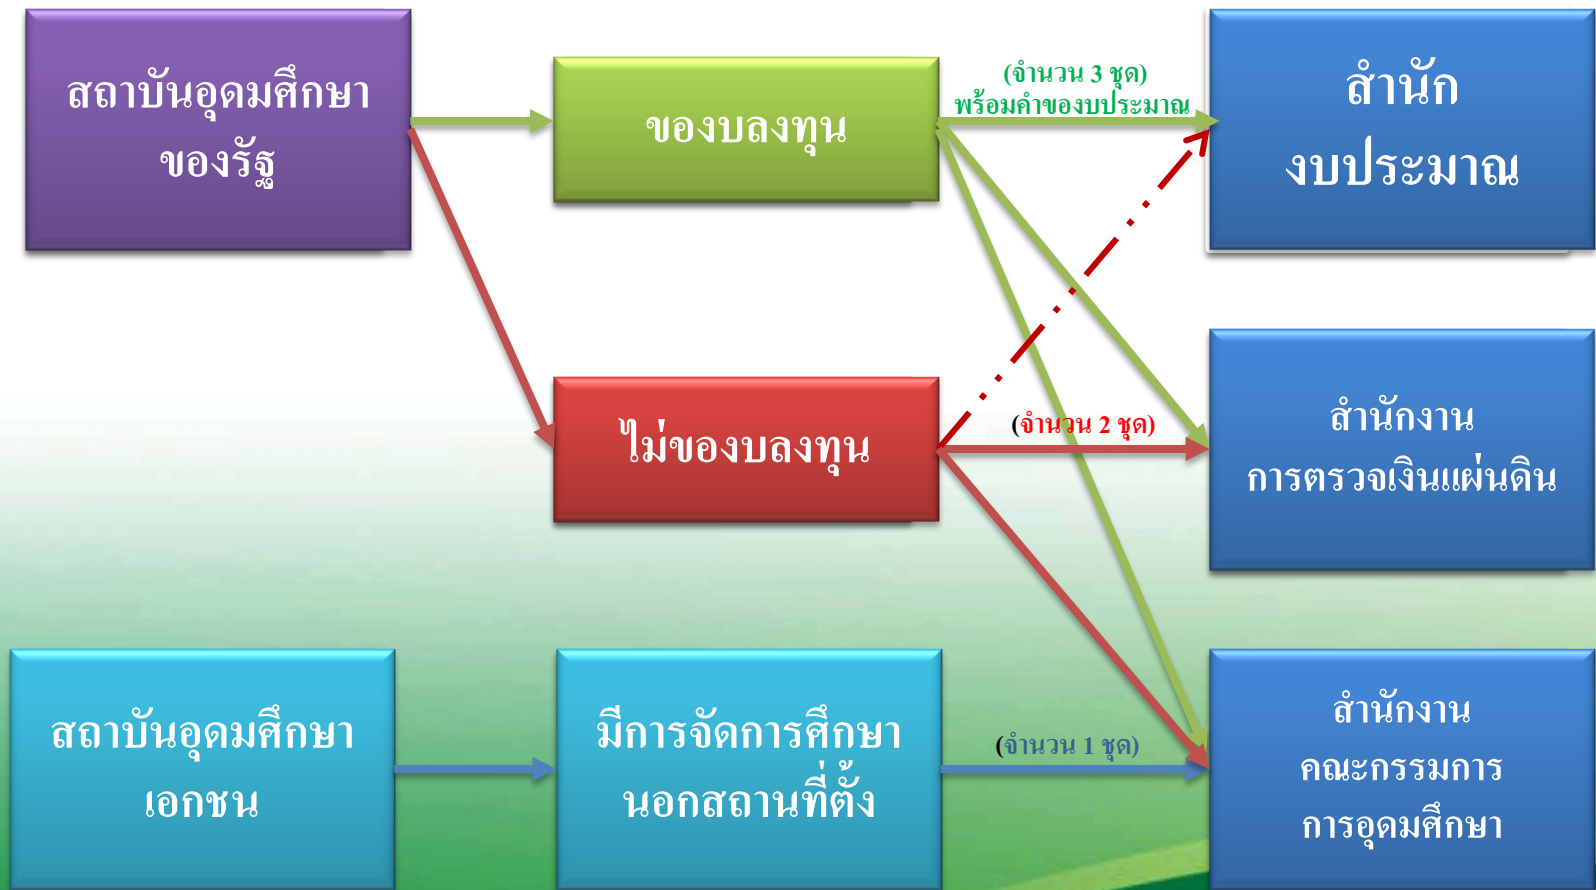 สถาบันอุดมศึกษา
ของรัฐ
ของบลงทุน
(จำนวน 3 ชุด)
พร้อมคำของบประมาณ
สำนัก
งบประมาณ
ไม่ของบลงทุน
(จำนวน 2 ชุด)
สำนักงาน
การตรวจเงินแผ่นดิน
สถาบันอุดมศึกษา
เอกชน
มีการจัดการศึกษา
นอกสถานที่ตั้ง
(จำนวน 1 ชุด)
สำนักงาน
คณะกรรมการ
การอุดมศึกษา